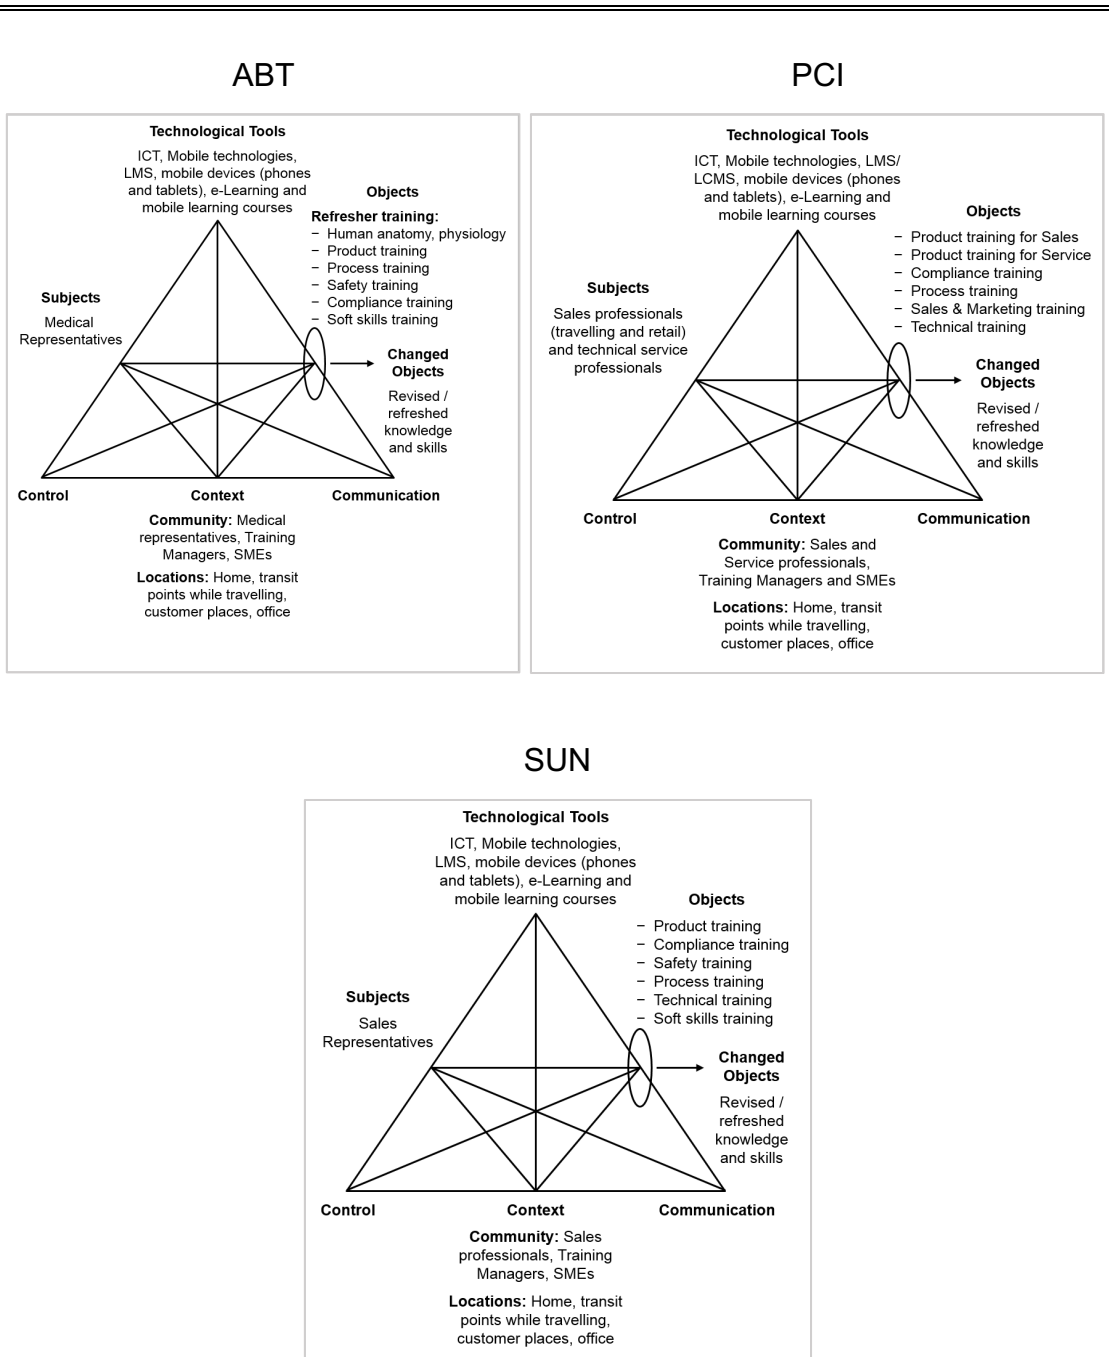 ABT
Technological Tools
ICT, Mobile technologies,
LMS, mobile devices (phones
and tablets), e-Learning and
mobile learning courses
Objects
Refresher training:
– Human anatomy, physiology
– Product training
– Process training
– Safety training
– Compliance training
– Soft skills training
Subjects
Medical
Representatives
Changed
Objects
Revised /
refreshed
knowledge
and skills
Control
Context
Communication
Community: Medical
representatives, Training
Managers, SMEs
Locations: Home, transit
points while travelling,
customer places, office
PCI
Technological Tools
ICT, Mobile technologies, LMS/
LCMS, mobile devices (phones
and tablets), e-Learning and
mobile learning courses
Objects
– Product training for Sales
– Product training for Service
– Compliance training
– Process training
– Sales & Marketing training
– Technical training
Subjects
Sales professionals
(travelling and retail)
and technical service
professionals
Changed
Objects
Revised /
refreshed
knowledge
and skills
Control
Context
Communication
Community: Sales and
Service professionals,
Training Managers and SMEs
Locations: Home, transit
points while travelling,
customer places, office
SUN
Technological Tools
ICT, Mobile technologies,
LMS, mobile devices (phones
and tablets), e-Learning and
mobile learning courses
Objects
– Product training
– Compliance training
– Safety training
– Process training
– Technical training
– Soft skills training
Subjects
Sales
Representatives
Changed
Objects
Revised /
refreshed
knowledge
and skills
Control
Context
Communication
Community: Sales
professionals, Training
Managers, SMEs
Locations: Home, transit
points while travelling,
customer places, office